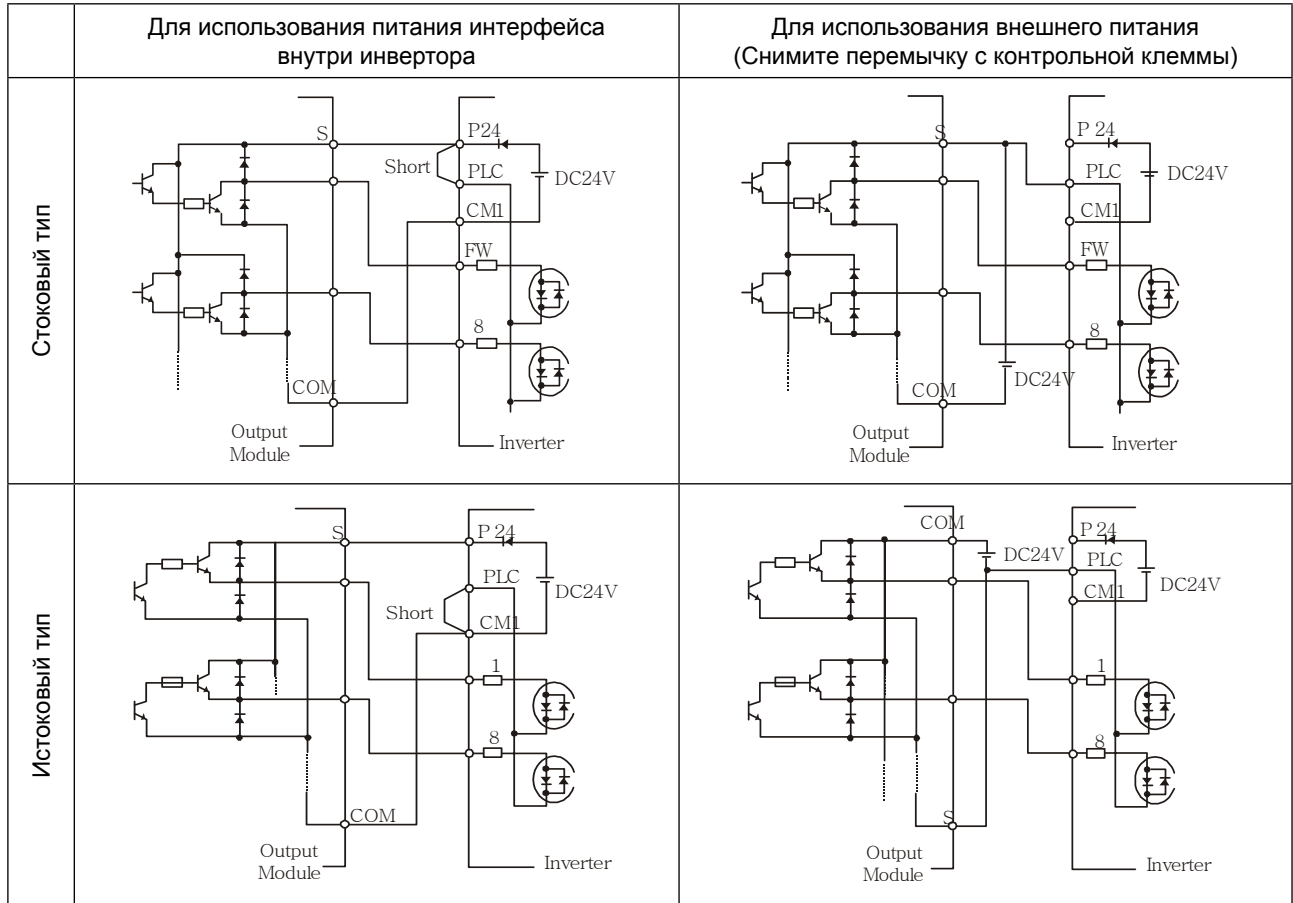 Для использования питания интерфейса
внутри инвертора
Для использования внешнего питания
(Снимите перемычку с контрольной клеммы)
Стоковый тип
S
P24
Short
PLC
DC24V
CM1
FW
8
COM
Output
Module
Inverter
S
P 24
PLC
DC24V
CM1
FW
8
DC24V
COM
Output
Module
Inverter
Истоковый тип
S
P 24
PLC
DC24V
Short
CM1
1
8
COM
Output
Module
Inverter
COM
P 24
DC24V
PLC
DC24V
CM1
1
8
S
Output
Module
Inverter